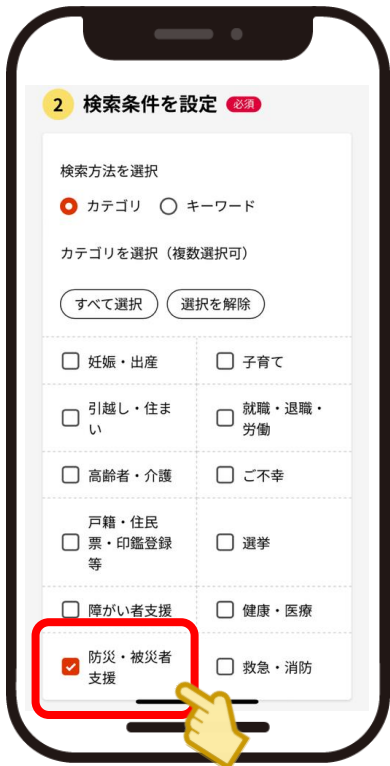 2 検索条件を設定 必須
検索方法を選択
カテゴリ キーワード
カテゴリを選択（複数選択可）
すべて選択 選択を解除
妊娠・出産 子育て
引越し・住ま
い
就職・退職・
労働
高齢者・介護 ご不幸
戸籍・住民
票・印鑑登録
等
選挙
障がい者支援 健康・医療
防災・被災者
支援
救急・消防